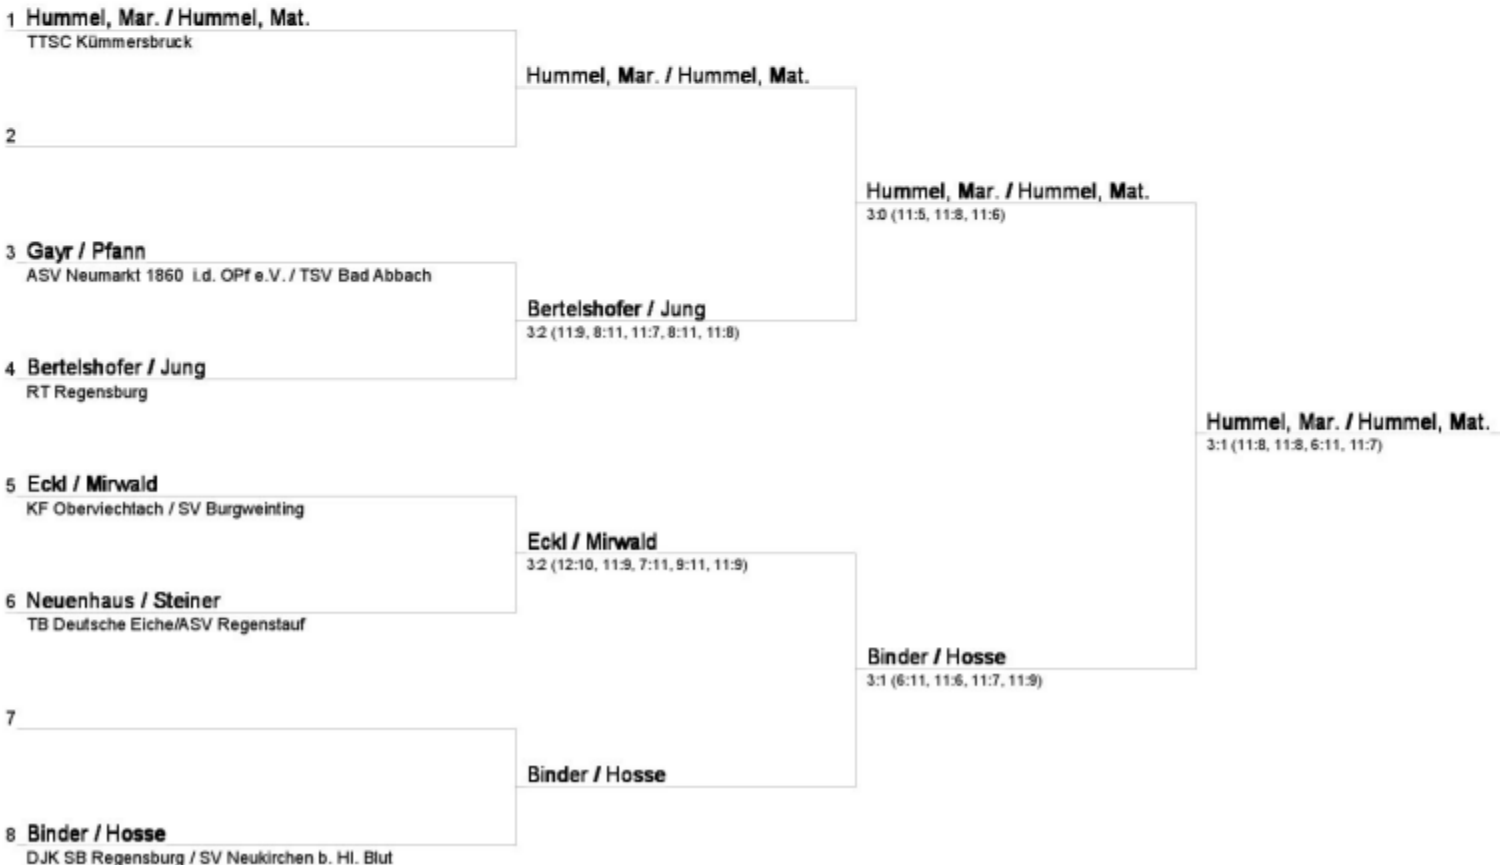 1 Hummel, Mar. / Hummel, Mat.
TTSC Kümmersbruck
Hummel, Mar. / Hummel, Mat.
2
Hummel, Mar. / Hummel, Mat.
3:0 (11:5, 11:8, 11:6)
3 Gayr / Pfann
ASV Neumarkt 1860 i.d. OPf e.V. / TSV Bad Abbach
Bertelshofer / Jung
3:2 (11:9, 8:11, 11:7, 8:11, 11:8)
4 Bertelshofer / Jung
RT Regensburg
Hummel, Mar. / Hummel, Mat.
3:1 (11:8, 11:8, 6:11, 11:7)
5 Eckl / Mirwald
KF Oberviechtach / SV Burgweinting
Eckl / Mirwald
3:2 (12:10, 11:9, 7:11, 9:11, 11:9)
6 Neuenhaus / Steiner
TB Deutsche Eiche/ASV Regenstauf
Binder / Hosse
3:1 (6:11, 11:6, 11:7, 11:9)
7
Binder / Hosse
8 Binder / Hosse
DJK SB Regensburg / SV Neukirchen b. Hl. Blut